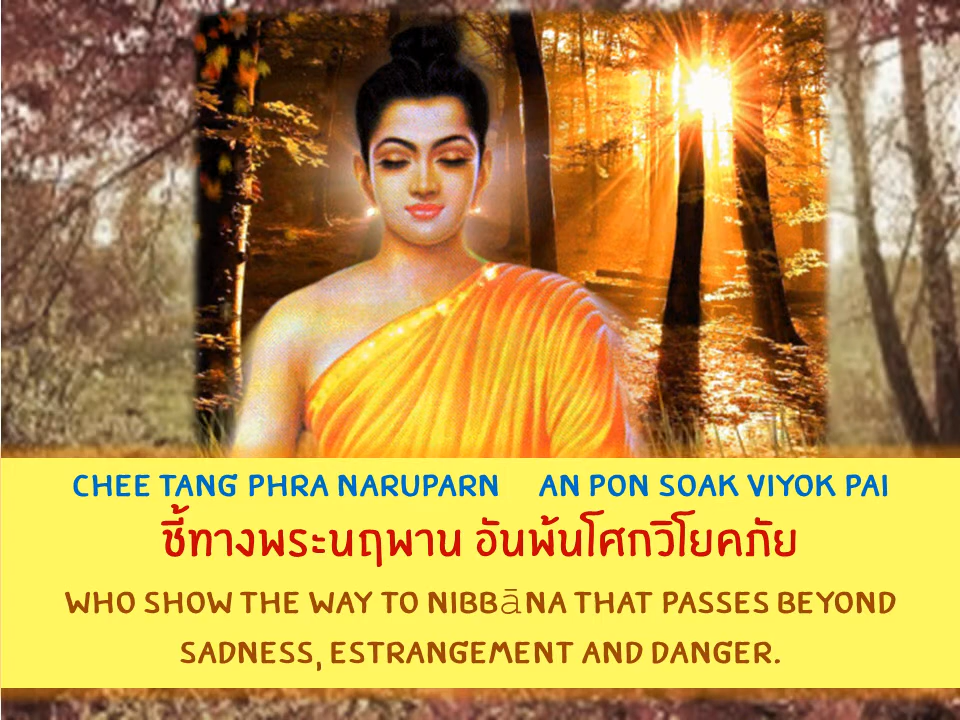 CHEE TANG PHRA NARUPARN AN PON SOAK VIYOK PAI
ชี้ทางพระนฤพาน อันพ้นโศกวิโยคภัย
WHO SHOW THE WAY TO NIBBāNA THAT PASSES BEYOND
SADNESS, ESTRANGEMENT AND DANGER.